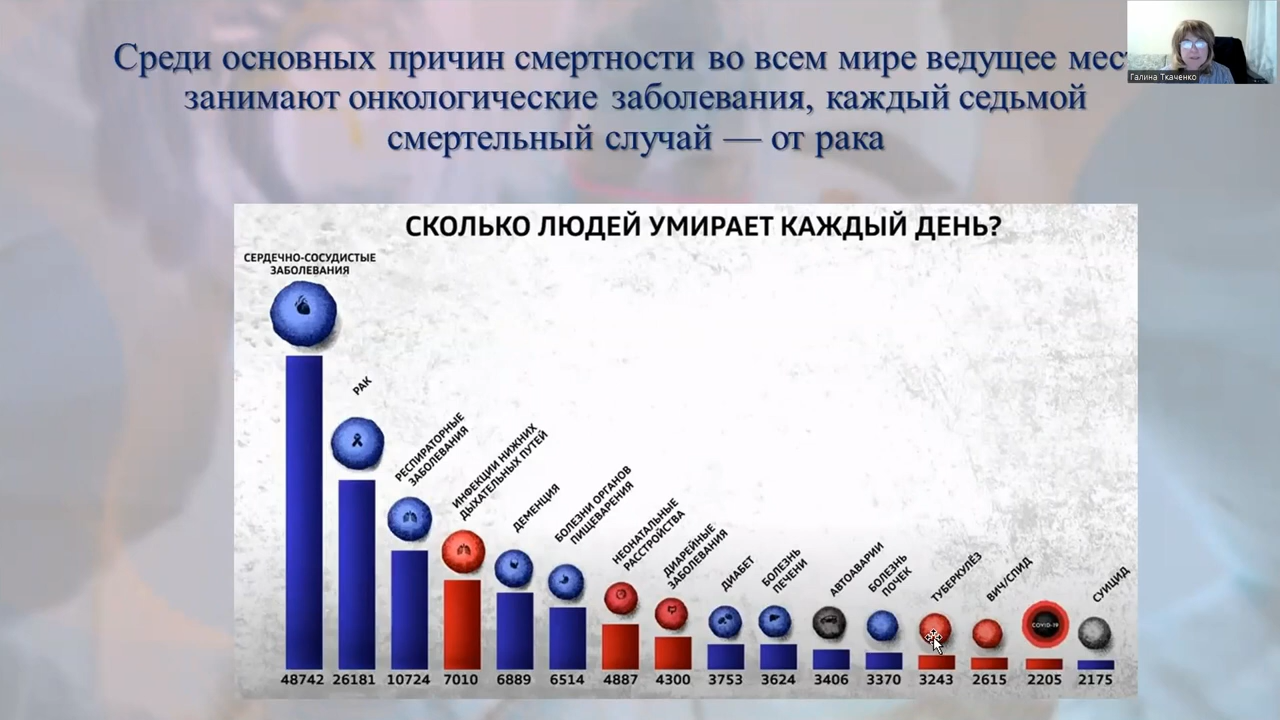 Среди основных причин смертности во всем мире ведущее
занимают онкологические заболевания, каждый седьмой
смертельный случай — от рака
Галина Ткаченко
СКОЛЬКО ЛЮДЕЙ УМИРАЕТ КАЖДЫЙ ДЕНЬ?
СЕРДЕЧНО-СОСУДИСТЫЕ
ЗАБОЛЕВАНИЯ
РАК
РЕСПИРАТОРНЫЕ
ЗАБОЛЕВАНИЯ
ИНФЕКЦИИ НИЖНИХ
ДЫХАТЕЛЬНЫХ ПУТЕЙ
ДЕМЕНЦИЯ
БОЛЕЗНИ ОРГАНОВ
ПИЩЕВАРЕНИЯ
НЕОНАТАЛЬНЫЕ
РАССТРОЙСТВА
ДИАРЕЙНЫЕ
ЗАБОЛЕВАНИЯ
ДИАБЕТ
БОЛЕЗНЬ
ПЕЧЕНИ
АВТОАВАРИИ
БОЛЕЗНЬ
ПОЧЕК
ТУБЕРКУЛЁЗ
ВИЧ/СПИД
COVID-19
СУИЦИД
48742 26181 10724 7010 6889 6514 4887 4300 3753 3624 3406 3370 3243 2615 2205 2175